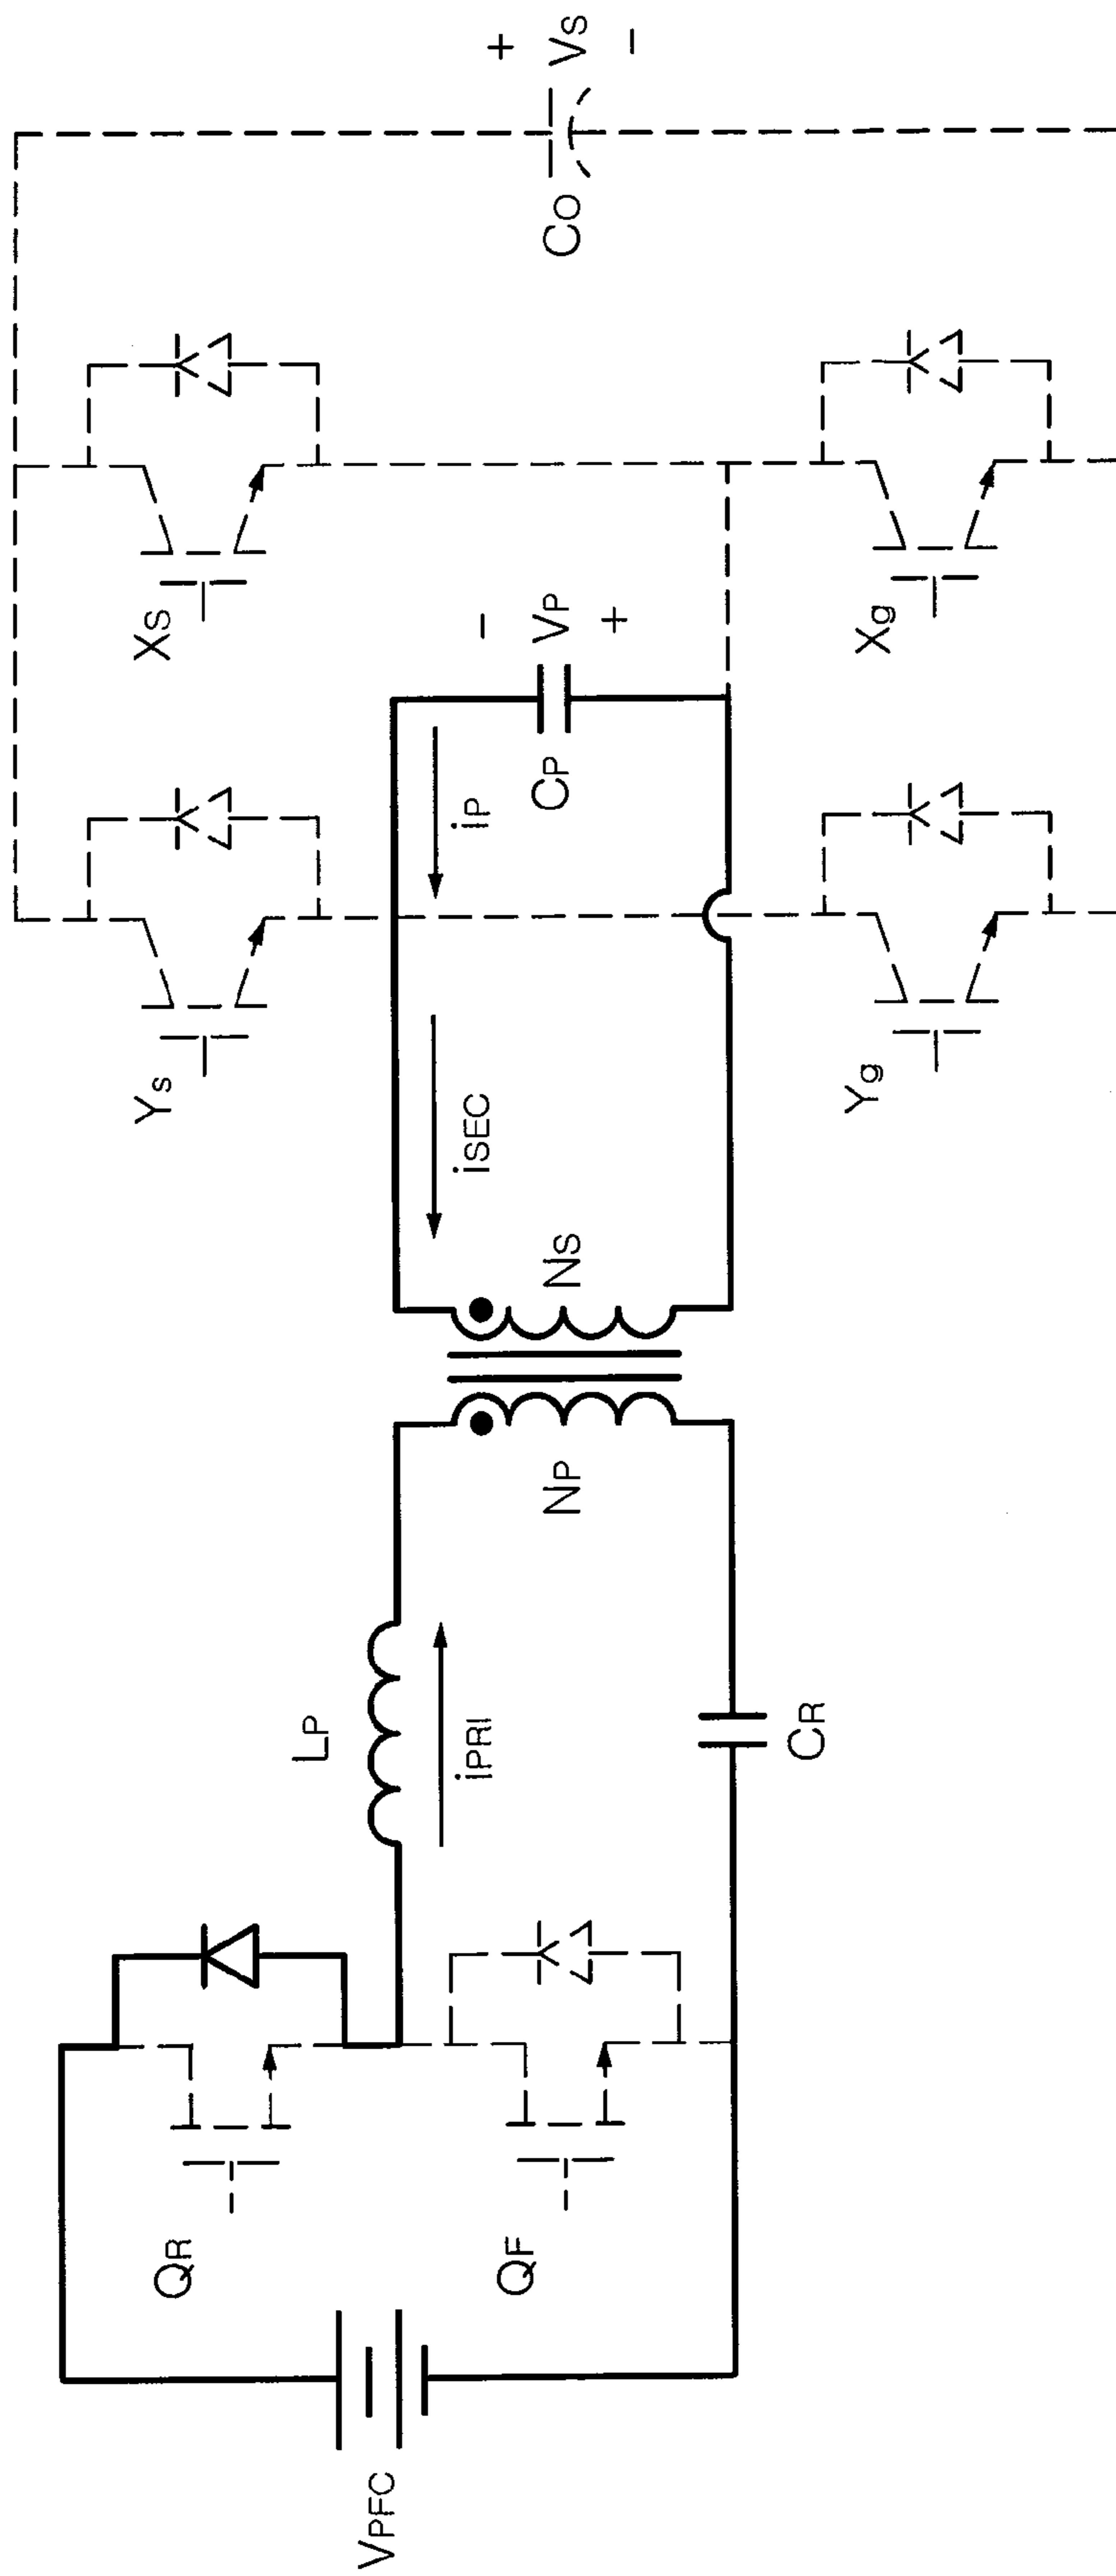 VPFC
QR
QF
LP
iPRI
CR
NP
NS
iSEC
iP
CP
- VP +
Ys
Yg
XS
Xg
CO
+ VS -